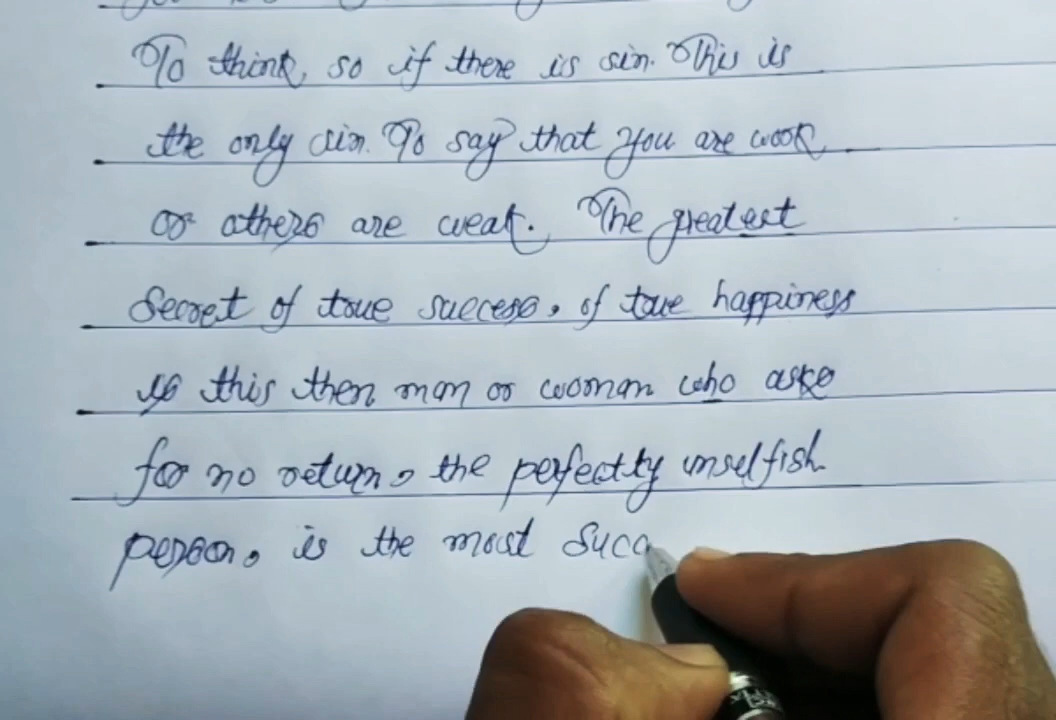 To think, so if there is sin. This is
the only sin. To say that you are weak
or others are weak. The greatest
Secret of true success, of true happiness
is this then man or woman who asks
for no return, the perfectly unselfish
person, is the most Succ